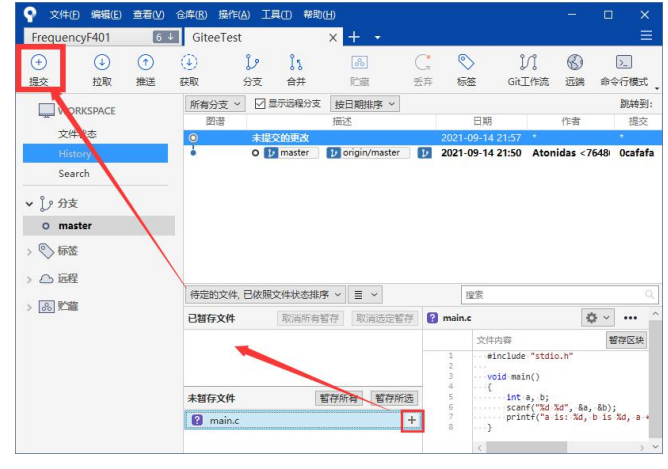 文件(F) 编辑(E) 查看(V) 仓库(R) 操作(A) 工具(T) 帮助(H)
FrequencyF401 6 GiteeTest
提交 拉取 推送 获取 分支 合并 贮藏 丢弃 标签 Git工作流 远端 命令行模式
WORKSPACE
文件状态
History
Search
分支
master
标签
远程
贮藏
所有分支 显示远程分支 按日期排序 跳转到:
图谱 描述 日期 作者 提交
未提交的更改 2021-09-14 21:57 * *
master origin/master 2021-09-14 21:50 Atonidas <7648 0cafafa
待定的文件, 已依照文件状态排序 搜索
已暂存文件 取消所有暂存 取消选定暂存
未暂存文件 暂存所有 暂存所选
main.c +
main.c
文件内容 暂存区块
1 #include "stdio.h"
2
3 void main()
4 {
5 int a, b;
6 scanf("%d %d", &a, &b);
7 printf("a is: %d, b is %d, a +
8 }